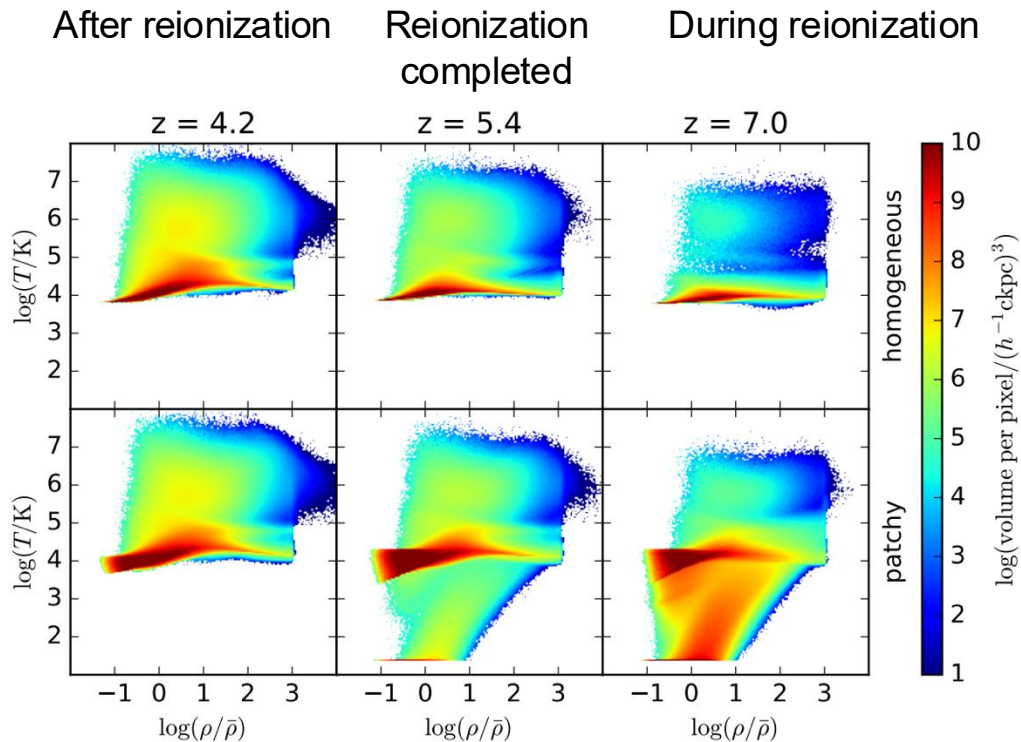 After reionization
Reionization
completed
During reionization
z = 4.2
z = 5.4
z = 7.0
log(T/K)
7
6
5
4
3
2
homogeneous
log(T/K)
7
6
5
4
3
2
patchy
−1 0 1 2 3
−1 0 1 2 3
−1 0 1 2 3
log(ρ/ρ̄)
log(ρ/ρ̄)
log(ρ/ρ̄)
10
9
8
7
6
5
4
3
2
1
log(volume per pixel/(h⁻¹ckpc)³)